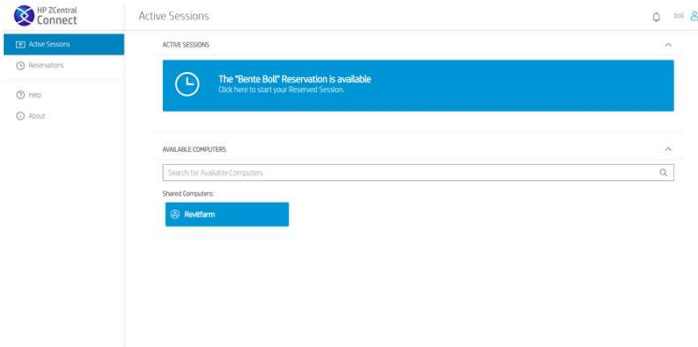 HP ZCentral
Connect
Active Sessions
Active Sessions
Reservations
Help
About
ACTIVE SESSIONS
The "Bente Boll" Reservation is available
Click here to start your Reserved Session.
AVAILABLE COMPUTERS
Search for Available Computers
Shared Computers:
Revitfarm